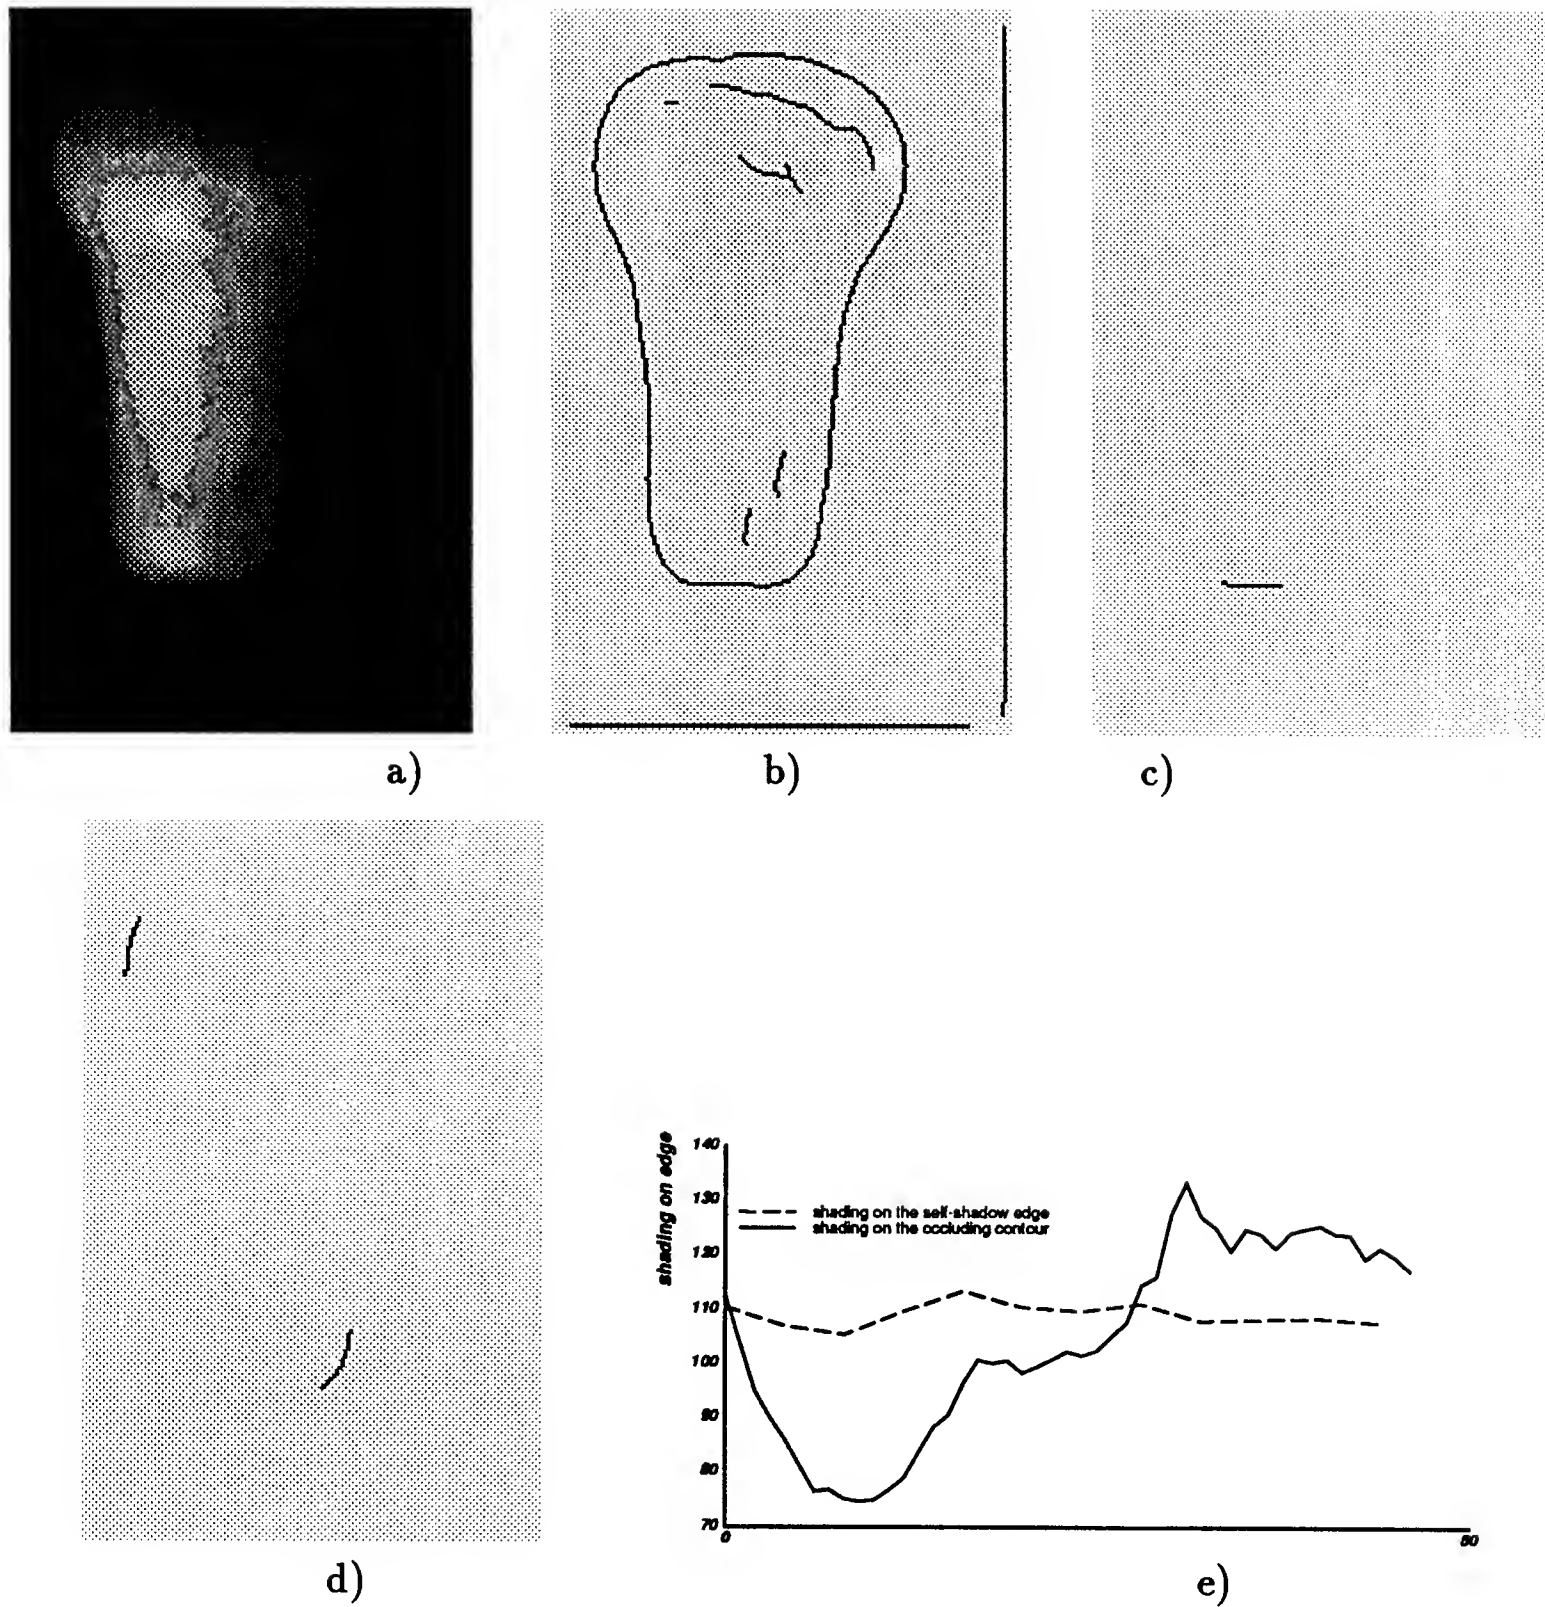 a)
b)
c)
d)
shading on edge
140
130
120
110
100
90
80
70
0
shading on the self-shadow edge
shading on the occluding contour
e)